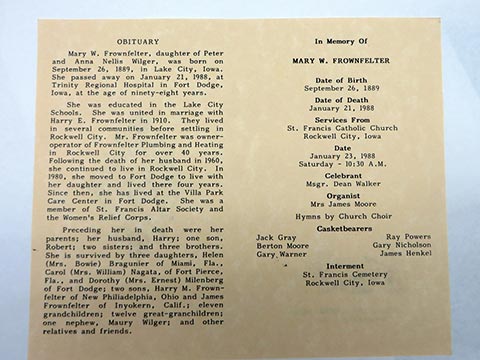 OBITUARY
Mary W. Frownfelter, daughter of Peter
and Anna Nellis Wilger, was born on
September 26, 1889, in Lake City, Iowa.
She passed away on January 21, 1988, at
Trinity Regional Hospital in Fort Dodge,
Iowa, at the age of ninety-eight years.
She was educated in the Lake City
Schools. She was united in marriage with
Harry E. Frownfelter in 1910. They lived
in several communities before settling in
Rockwell City. Mr. Frownfelter was owner-
operator of Frownfelter Plumbing and Heating
in Rockwell City for over 40 years.
Following the death of her husband in 1960,
she continued to live in Rockwell City. In
1980, she moved to Fort Dodge to live with
her daughter and lived there four years.
Since then, she has lived at the Villa Park
Care Center in Fort Dodge. She was a
member of St. Francis Altar Society and
the Women's Relief Corps.
Preceding her in death were her
parents; her husband, Harry; one son,
Robert; two sisters; and three brothers.
She is survived by three daughters, Helen
(Mrs. Bowie) Bragunier of Miami, Fla.,
Carol (Mrs. William) Nagata, of Fort Pierce,
Fla., and Dorothy (Mrs. Ernest) Milenberg
of Fort Dodge; two sons, Harry M. Frown-
felter of New Philiadelphia, Ohio and James
Frownfelter of Inyokern, Calif.; eleven
grandchildren; twelve great-granchildren;
one nephew, Maury Wilger; and other
relatives and friends.
In Memory Of
MARY W. FROWNFELTER
Date of Birth
September 26, 1889
Date of Death
January 21, 1988
Services From
St. Francis Catholic Church
Rockwell City, Iowa
Date
January 23, 1988
Saturday - 10:30 A.M.
Celebrant
Msgr. Dean Walker
Organist
Mrs James Moore
Hymns by Church Choir
Casketbearers
Jack Gray Ray Powers
Berton Moore Gary Nicholson
Gary Warner James Henkel
Interment
St. Francis Cemetery
Rockwell City, Iowa